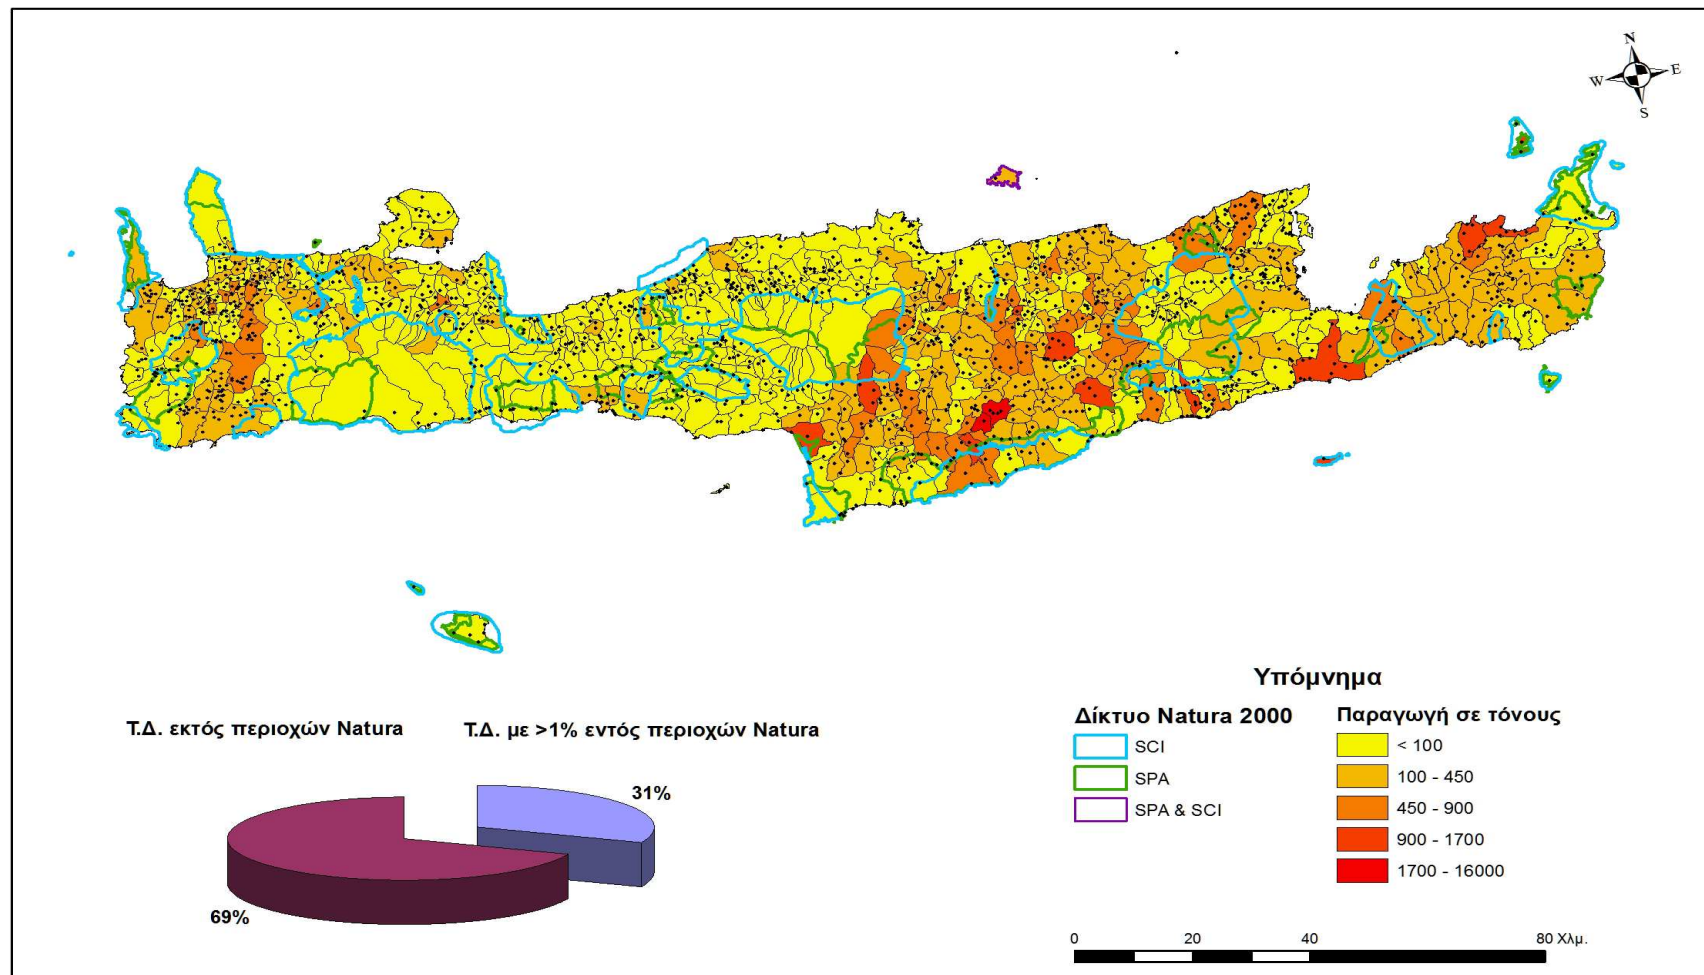 N
W
E
S
Υπόμνημα
Δίκτυο Natura 2000
SCI
SPA
SPA & SCI
Παραγωγή σε τόνους
< 100
100 - 450
450 - 900
900 - 1700
1700 - 16000
Τ.Δ. εκτός περιοχών Natura
Τ.Δ. με >1% εντός περιοχών Natura
31%
69%
0 20 40 80 Χλμ.